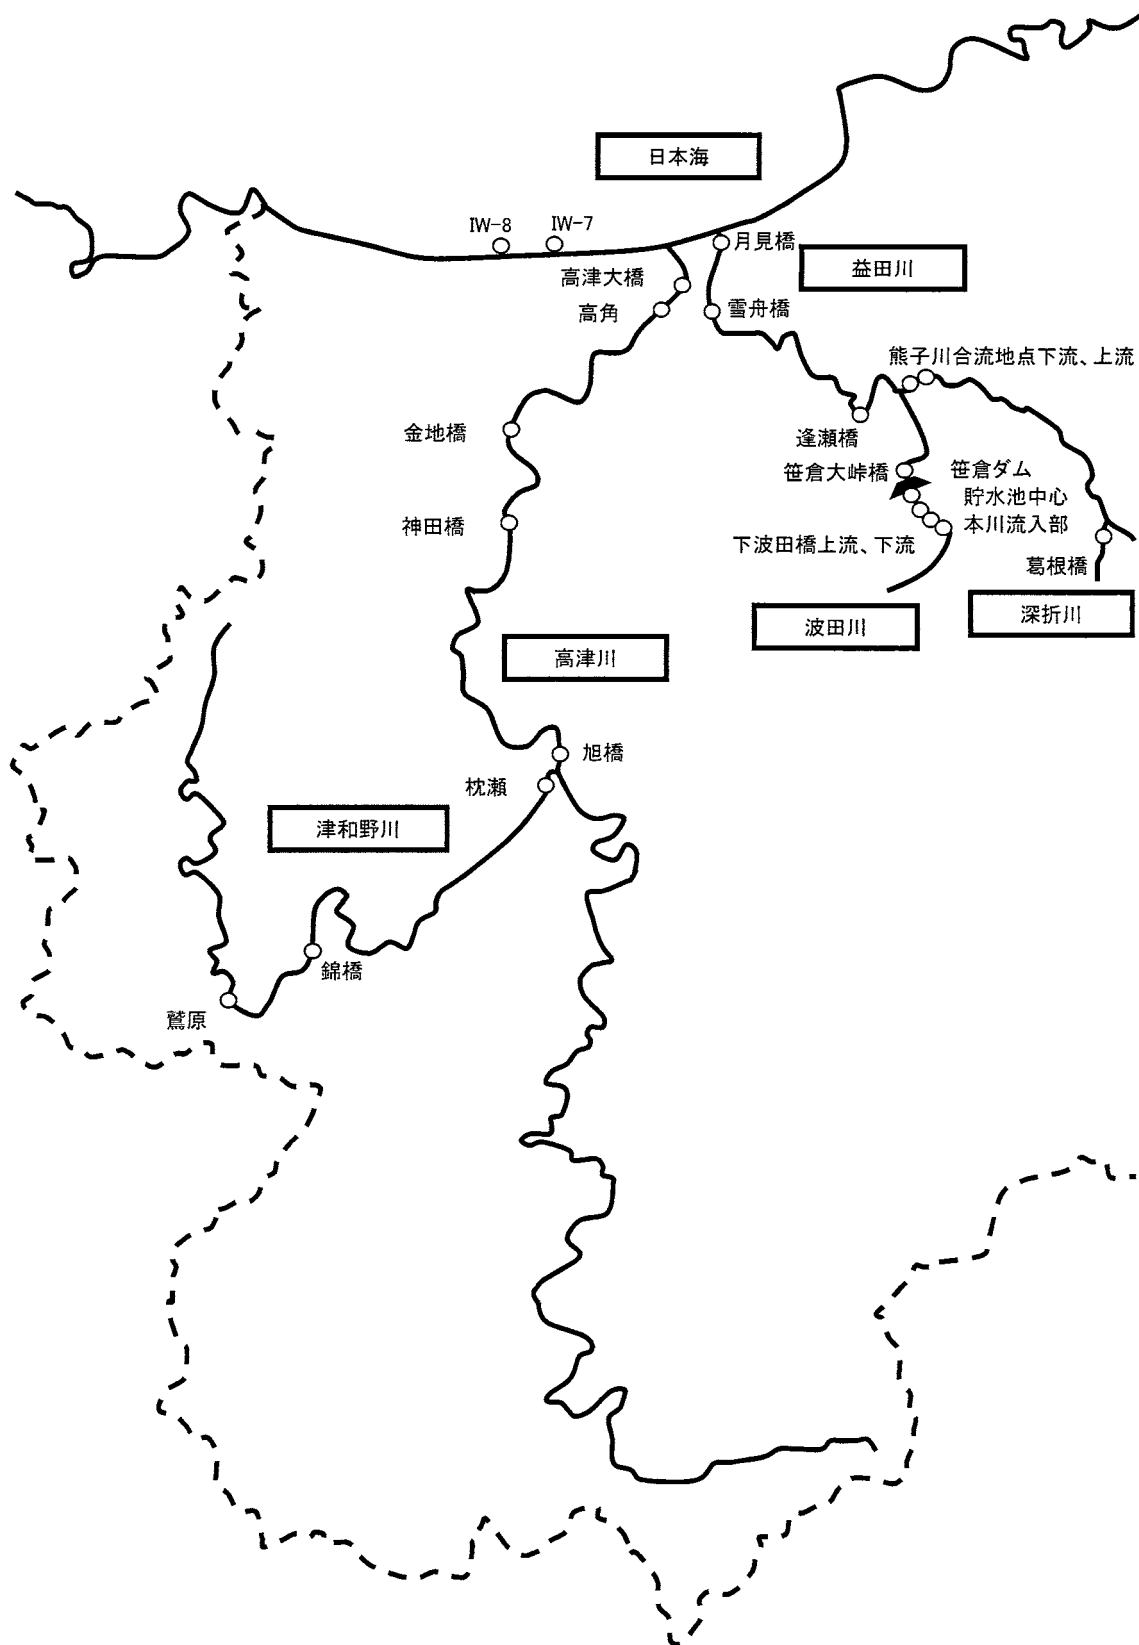 日本海
IW-8
IW-7
月見橋
益田川
高津大橋
高角
雪舟橋
熊子川合流地点下流、上流
金地橋
逢瀬橋
笹倉大峠橋
笹倉ダム
貯水池中心
本川流入部
神田橋
下波田橋上流、下流
葛根橋
波田川
深折川
高津川
旭橋
枕瀬
津和野川
錦橋
鷲原